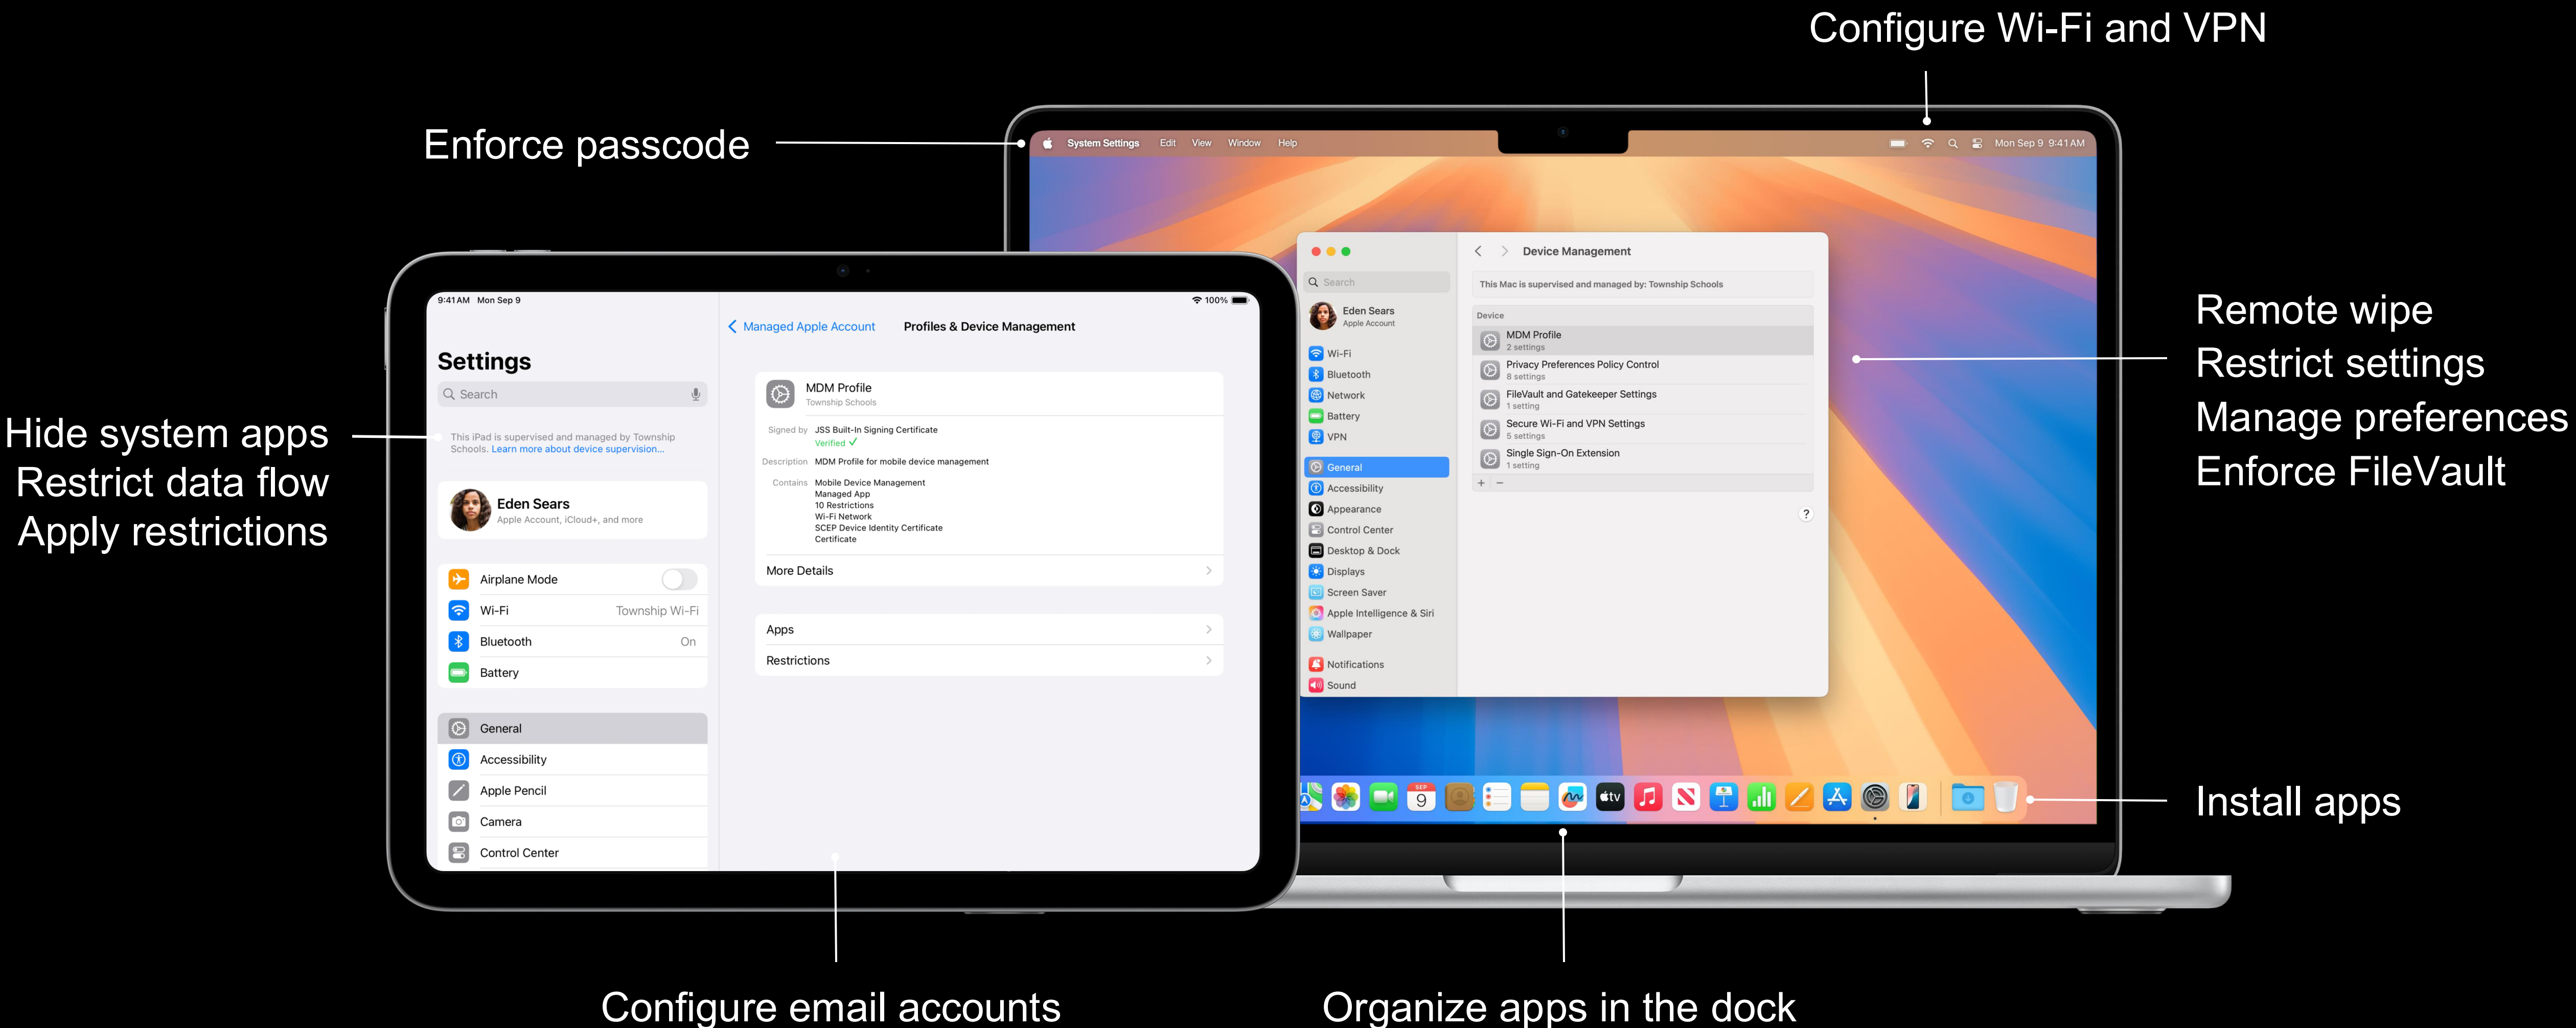 Configure Wi-Fi and VPN
Enforce passcode
Hide system apps
Restrict data flow
Apply restrictions
9:41 AM Mon Sep 9
100%
Settings
Search
This iPad is supervised and managed by Township
Schools. Learn more about device supervision...
Eden Sears
Apple Account, iCloud+, and more
Airplane Mode
Wi-Fi Township Wi-Fi
Bluetooth On
Battery
General
Accessibility
Apple Pencil
Camera
Control Center
Managed Apple Account Profiles & Device Management
MDM Profile
Township Schools
Signed by JSS Built-In Signing Certificate
Verified
Description MDM Profile for mobile device management
Contains Mobile Device Management
Managed App
10 Restrictions
Wi-Fi Network
SCEP Device Identity Certificate
Certificate
More Details
Apps
Restrictions
System Settings Edit View Window Help
Mon Sep 9 9:41 AM
Search
Eden Sears
Apple Account
Wi-Fi
Bluetooth
Network
Battery
VPN
General
Accessibility
Appearance
Control Center
Desktop & Dock
Displays
Screen Saver
Apple Intelligence & Siri
Wallpaper
Notifications
Sound
Device Management
This Mac is supervised and managed by: Township Schools
Device
MDM Profile
2 settings
Privacy Preferences Policy Control
8 settings
FileVault and Gatekeeper Settings
1 setting
Secure Wi-Fi and VPN Settings
5 settings
Single Sign-On Extension
1 setting
+ −
?
SEP
9
tv
Remote wipe
Restrict settings
Manage preferences
Enforce FileVault
Install apps
Configure email accounts
Organize apps in the dock